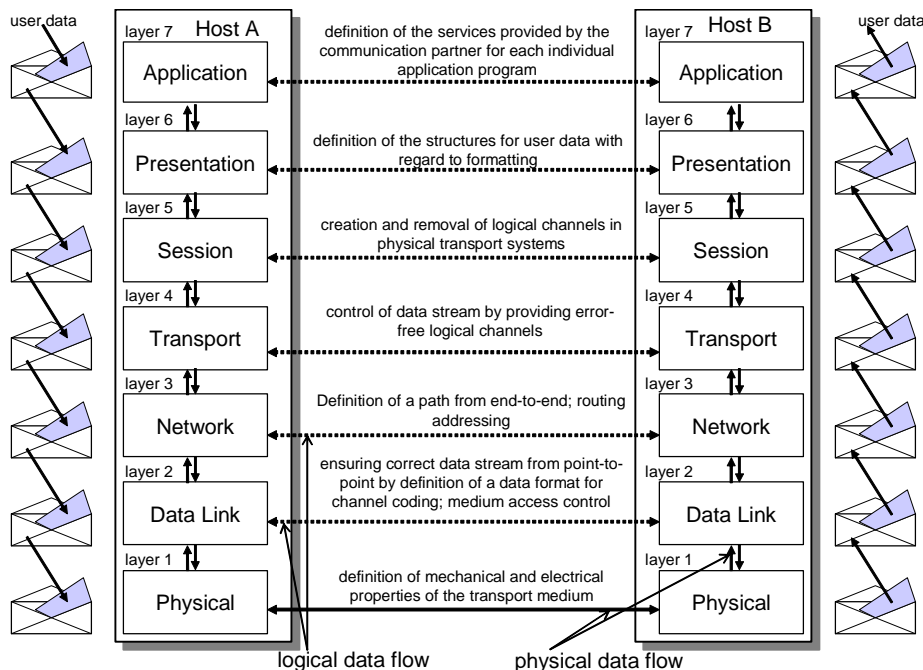 user data
layer 7
Host A
definition of the services provided by the
communication partner for each individual
application program
layer 7
Host B
user data
Application
Application
layer 6
layer 6
Presentation
definition of the structures for user data with
regard to formatting
Presentation
layer 5
layer 5
Session
creation and removal of logical channels in
physical transport systems
Session
layer 4
layer 4
Transport
control of data stream by providing error-
free logical channels
Transport
layer 3
layer 3
Network
Definition of a path from end-to-end; routing
addressing
Network
layer 2
layer 2
Data Link
ensuring correct data stream from point-to-
point by definition of a data format for
channel coding; medium access control
Data Link
layer 1
layer 1
Physical
definition of mechanical and electrical
properties of the transport medium
Physical
logical data flow
physical data flow